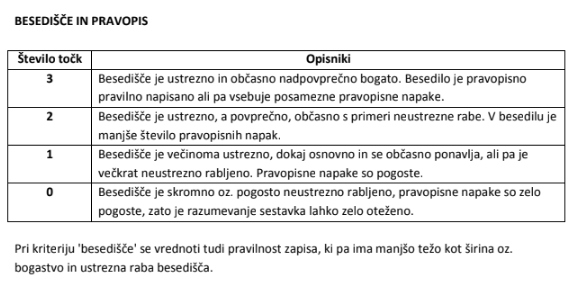 BESEDIŠČE IN PRAVOPIS
Število točk Opisniki
3 Besedišče je ustrezno in občasno nadpovprečno bogato. Besedilo je pravopisno
pravilno napisano ali pa vsebuje posamezne pravopisne napake.
2 Besedišče je ustrezno, a povprečno, občasno s primeri neustrezne rabe. V besedilu je
manjše število pravopisnih napak.
1 Besedišče je večinoma ustrezno, dokaj osnovno in se občasno ponavlja, ali pa je
večkrat neustrezno rabljeno. Pravopisne napake so pogoste.
0 Besedišče je skromno oz. pogosto neustrezno rabljeno, pravopisne napake so zelo
pogoste, zato je razumevanje sestavka lahko zelo oteženo.
Pri kriteriju 'besedišče' se vrednoti tudi pravilnost zapisa, ki pa ima manjšo težo kot širina oz.
bogastvo in ustrezna raba besedišča.